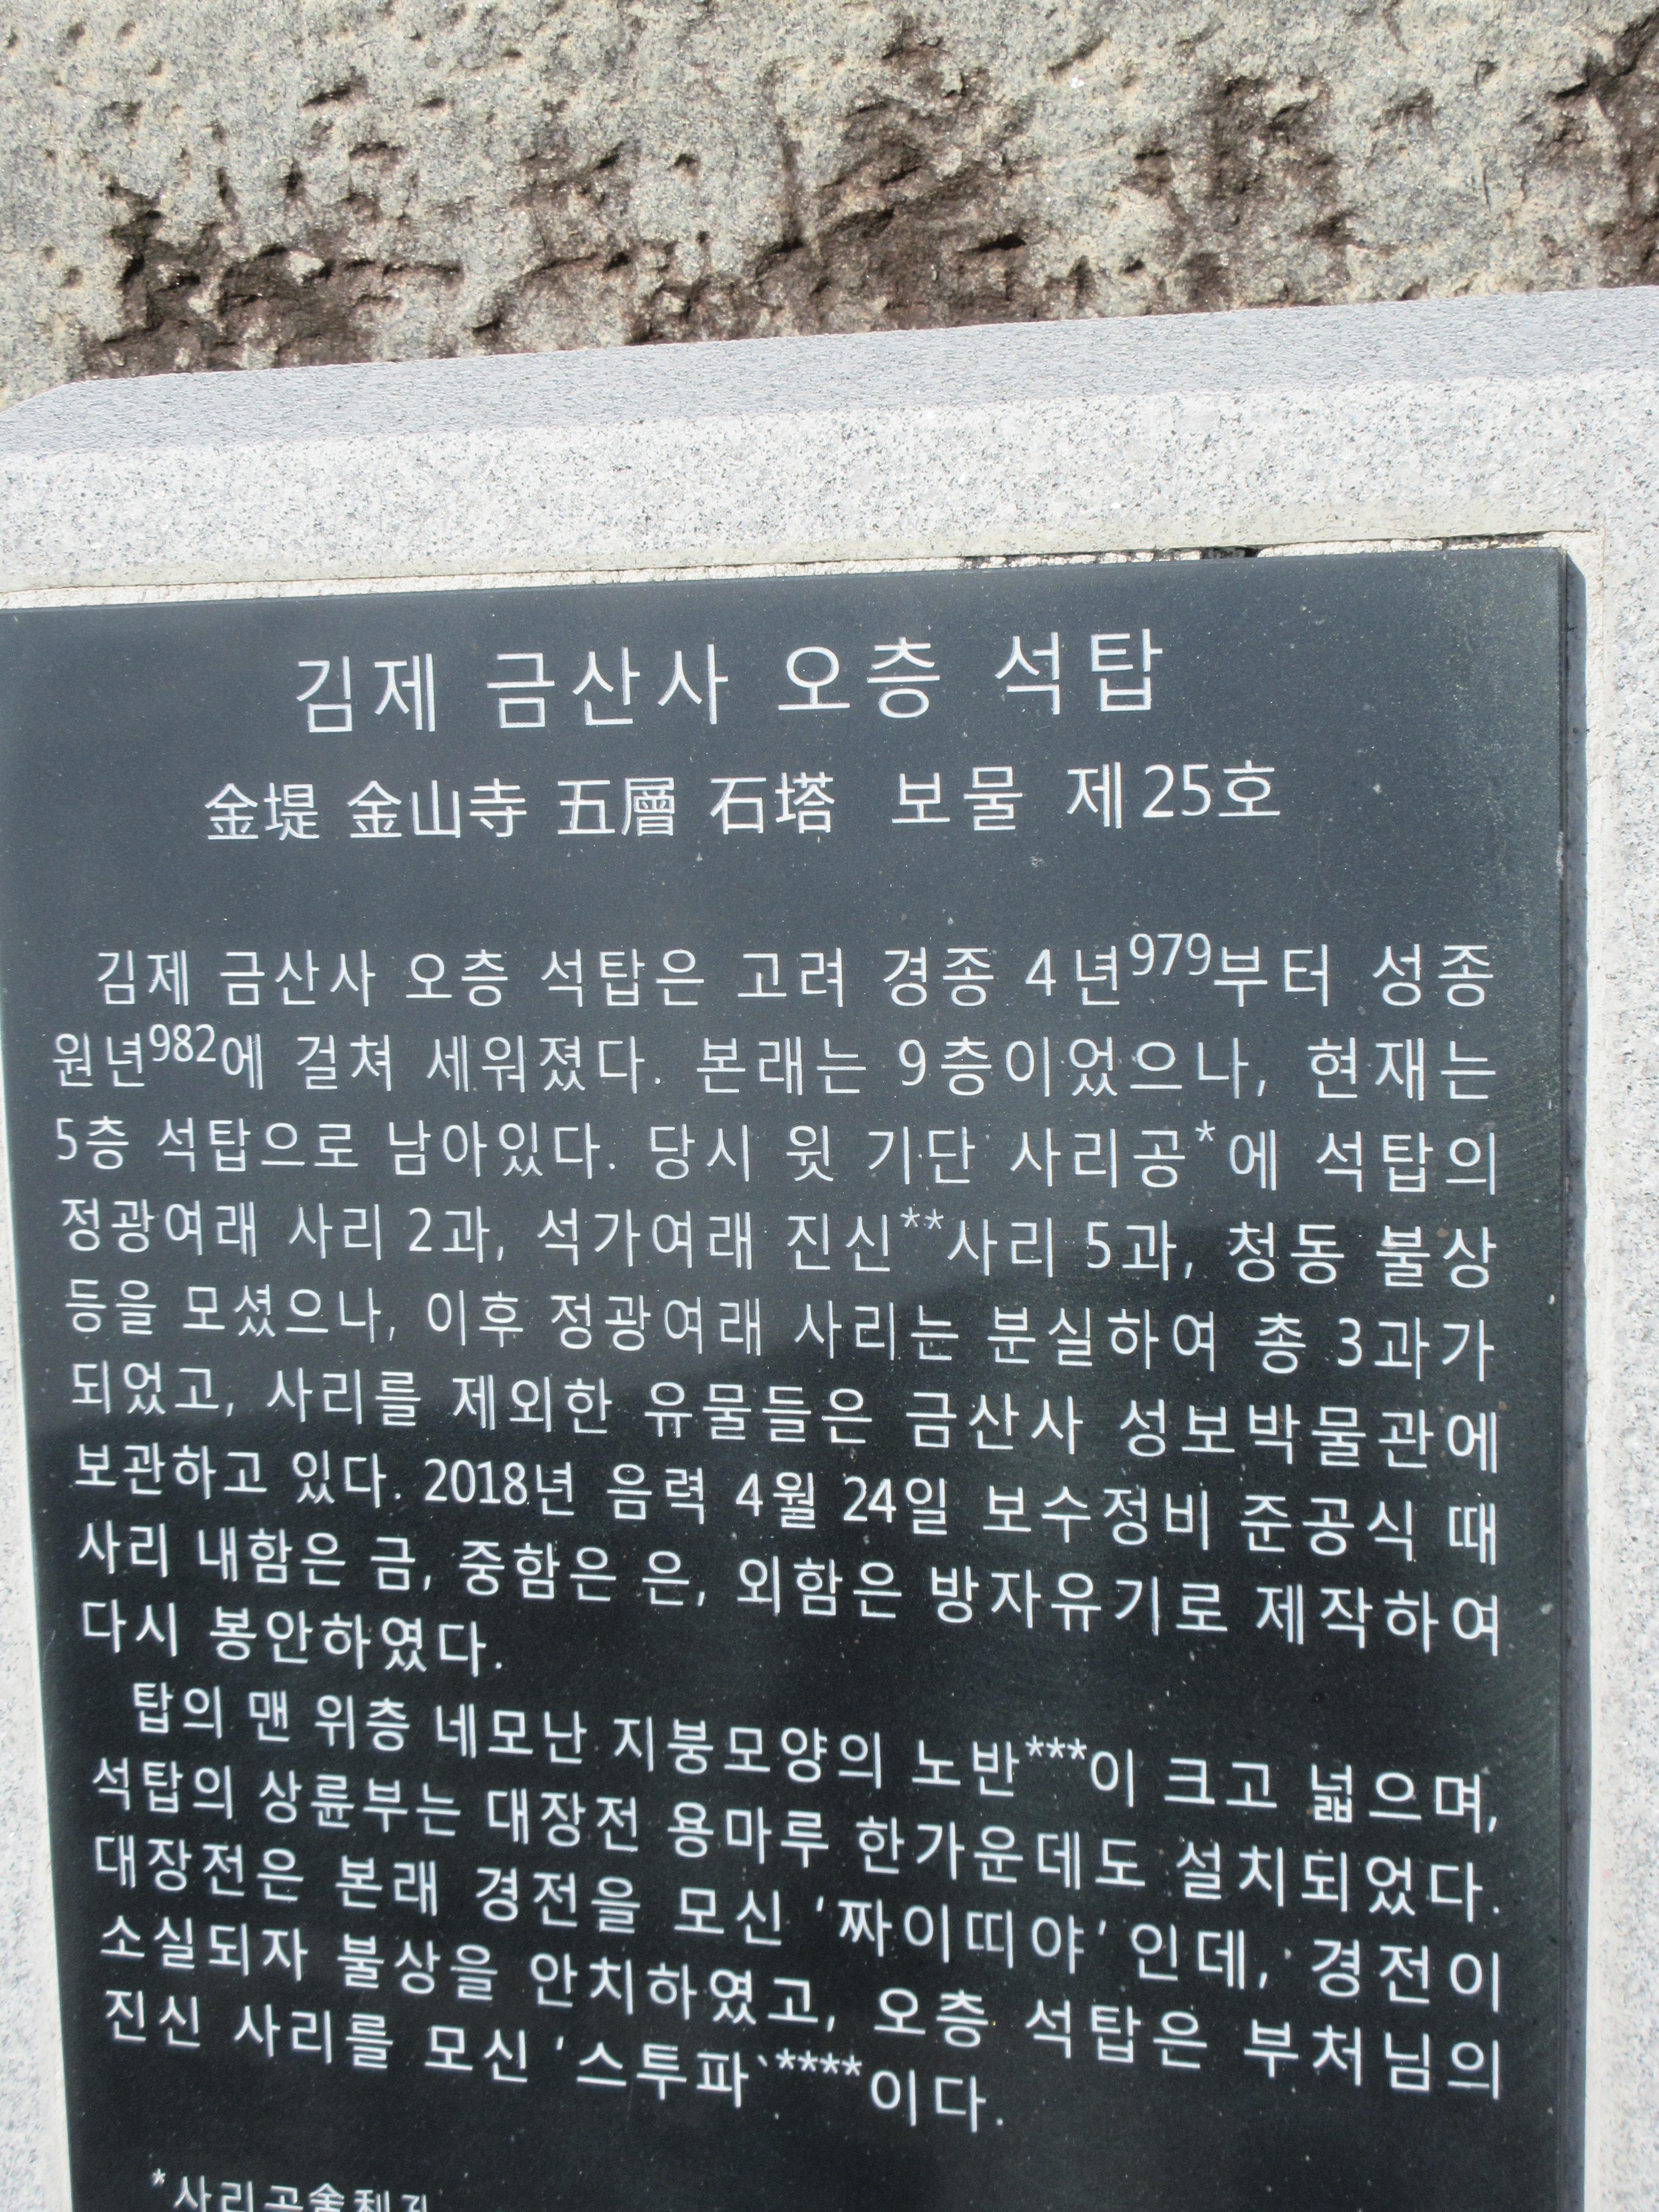 김제 금산사 오층 석탑
金堤 金山寺 五層 石塔 보물 제25호
김제 금산사 오층 석탑은 고려 경종 4년979부터 성종
원년982에 걸쳐 세워졌다. 본래는 9층이었으나, 현재는
5층 석탑으로 남아있다. 당시 윗 기단 사리공*에 석탑의
정광여래 사리 2과, 석가여래 진신**사리 5과, 청동 불상
등을 모셨으나, 이후 정광여래 사리는 분실하여 총 3과가
되었고, 사리를 제외한 유물들은 금산사 성보박물관에
보관하고 있다. 2018년 음력 4월 24일 보수정비 준공식 때
사리 내함은 금, 중함은 은, 외함은 방자유기로 제작하여
다시 봉안하였다.
탑의 맨 위층 네모난 지붕모양의 노반***이 크고 넓으며,
석탑의 상륜부는 대장전 용마루 한가운데도 설치되었다.
대장전은 본래 경전을 모신 '짜이띠야'인데, 경전이
소실되자 불상을 안치하였고, 오층 석탑은 부처님의
진신 사리를 모신 '스투파`****이다.
*사리공舍利孔